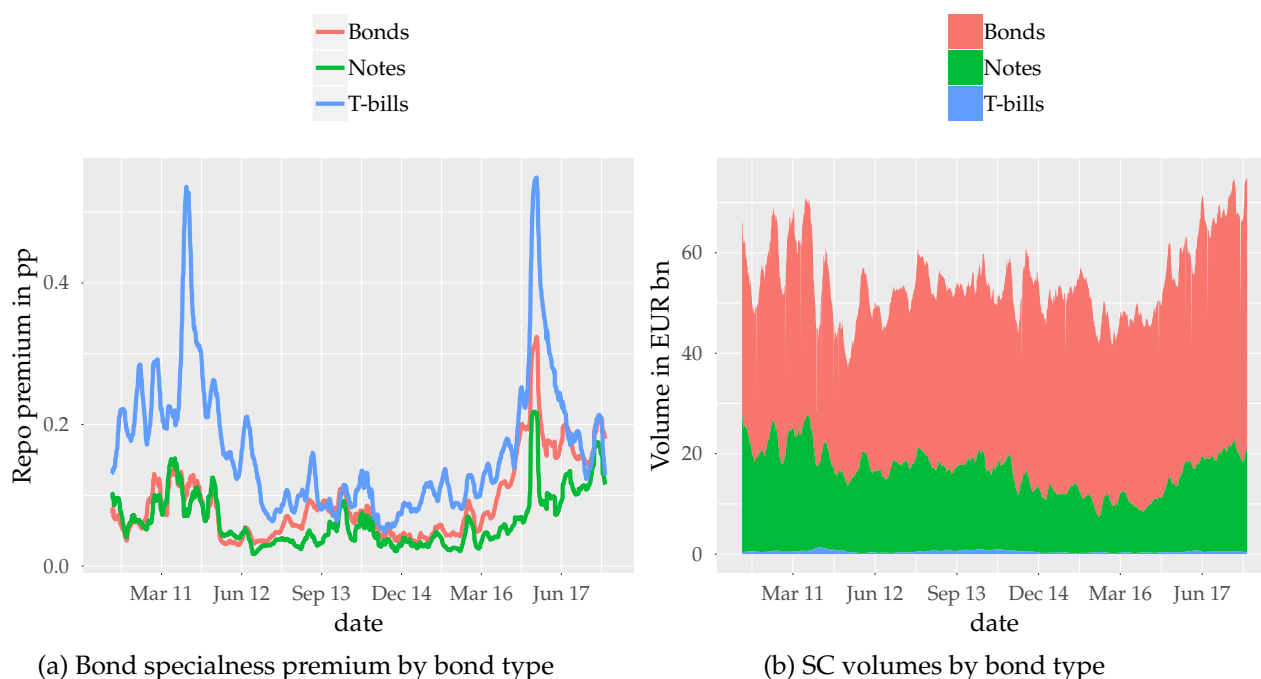 Bonds
Notes
T-bills
Repo premium in pp
0.4
0.2
0.0
Mar 11 Jun 12 Sep 13 Dec 14 Mar 16 Jun 17
date
(a) Bond specialness premium by bond type
Bonds
Notes
T-bills
Volume in EUR bn
60
40
20
0
Mar 11 Jun 12 Sep 13 Dec 14 Mar 16 Jun 17
date
(b) SC volumes by bond type